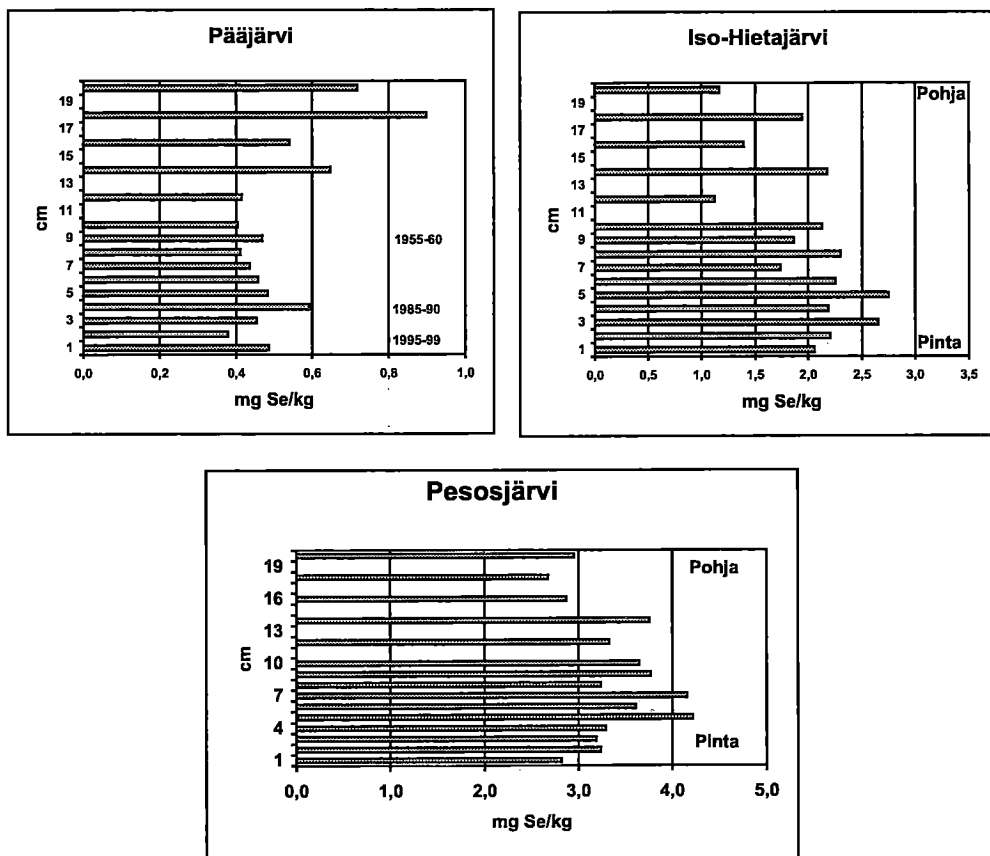 Pääjärvi
19
17
15
13
11
9
7
5
3
1
cm
1955-60
1985-90
1995-99
0,0 0,2 0,4 0,6 0,8 1,0
mg Se/kg
Iso-Hietajärvi
19
17
15
13
11
9
7
5
3
1
cm
Pohja
Pinta
0,0 0,5 1,0 1,5 2,0 2,5 3,0 3,5
mg Se/kg
Pesosjärvi
19
16
13
10
7
4
1
cm
Pohja
Pinta
0,0 1,0 2,0 3,0 4,0 5,0
mg Se/kg